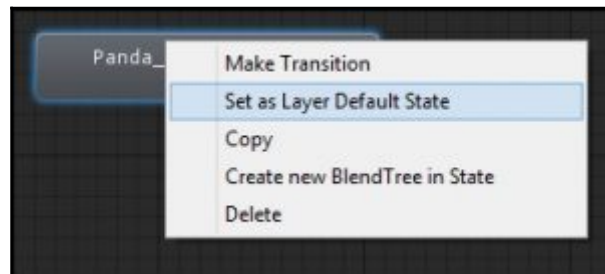 Panda_
Make Transition
Set as Layer Default State
Copy
Create new BlendTree in State
Delete